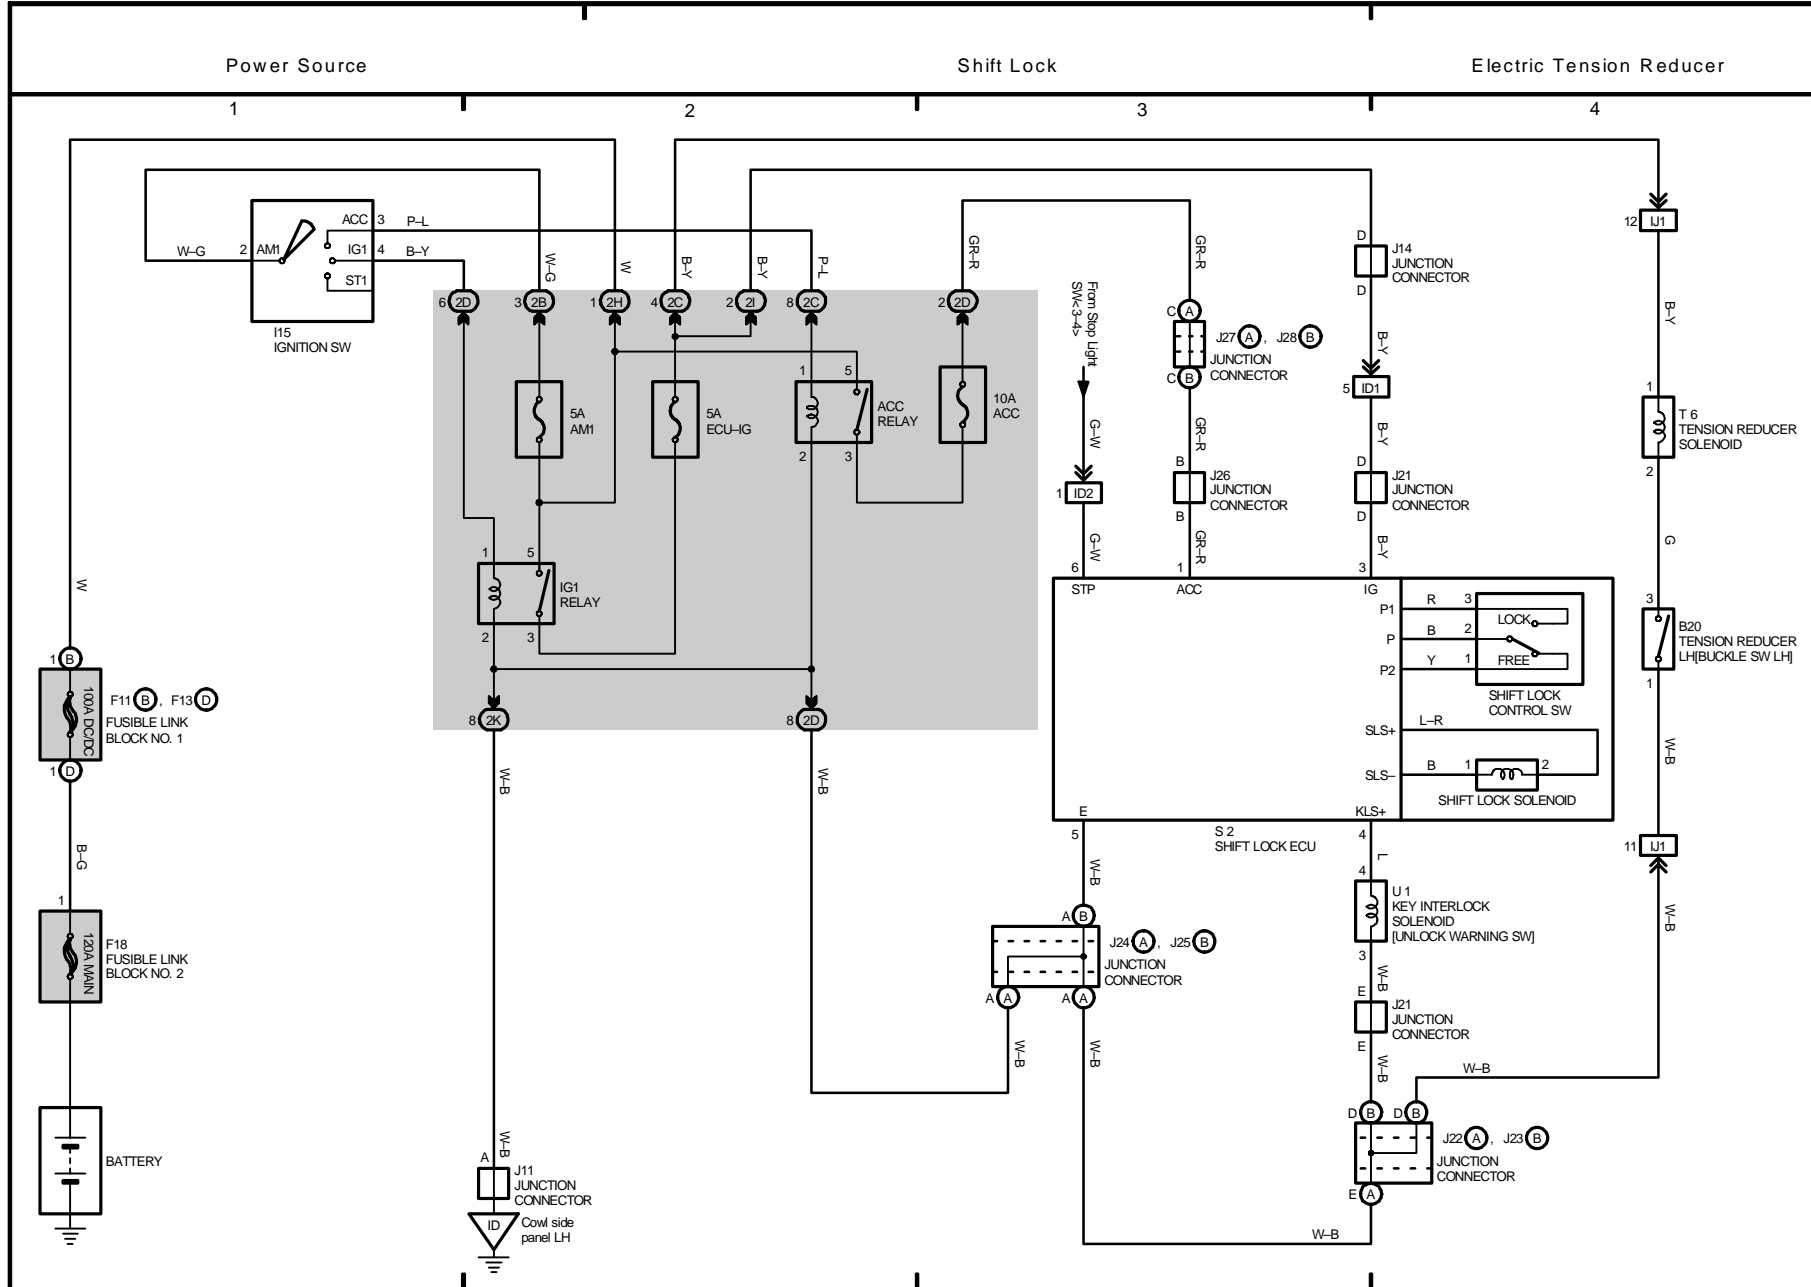 Power Source
Shift Lock
Electric Tension Reducer
1
2
3
4
W–G
2
AM1
ACC
3
P–L
IG1
4
B–Y
ST1
I15
IGNITION SW
W–G
W
B–Y
B–Y
P–L
GR–R
6
2D
3
2B
1
2H
4
2C
2
2I
8
2C
2
2D
5A
AM1
5A
ECU–IG
1
5
ACC
RELAY
2
3
10A
ACC
1
5
IG1
RELAY
2
3
8
2K
8
2D
W
1
B
100A DC/DC
F11
B
,
F13
D
FUSIBLE LINK
BLOCK NO. 1
1
D
B–G
1
120A MAIN
F18
FUSIBLE LINK
BLOCK NO. 2
BATTERY
W–B
W–B
W–B
A
J11
JUNCTION
CONNECTOR
ID
Cowl side
panel LH
From Stop Light
SW<3–4>
G–W
1
ID2
G–W
GR–R
C
A
J27
A
,
J28
B
JUNCTION
CONNECTOR
C
B
GR–R
B
J26
JUNCTION
CONNECTOR
B
GR–R
D
J14
JUNCTION
CONNECTOR
D
B–Y
5
ID1
B–Y
D
J21
JUNCTION
CONNECTOR
D
B–Y
6
1
3
STP
ACC
IG
P1
R
3
LOCK
P
B
2
FREE
P2
Y
1
SHIFT LOCK
CONTROL SW
SLS+
L–R
SLS–
B
1
2
SHIFT LOCK SOLENOID
E
KLS+
5
S 2
SHIFT LOCK ECU
4
W–B
L
A
B
J24
A
,
J25
B
JUNCTION
CONNECTOR
A
A
A
A
W–B
W–B
4
U 1
KEY INTERLOCK
SOLENOID
[UNLOCK WARNING SW]
3
W–B
E
J21
JUNCTION
CONNECTOR
E
W–B
W–B
D
B
D
B
J22
A
,
J23
B
JUNCTION
CONNECTOR
E
A
W–B
12
IJ1
B–Y
1
T 6
TENSION REDUCER
SOLENOID
2
G
3
B20
TENSION REDUCER
LH[BUCKLE SW LH]
1
W–B
11
IJ1
W–B